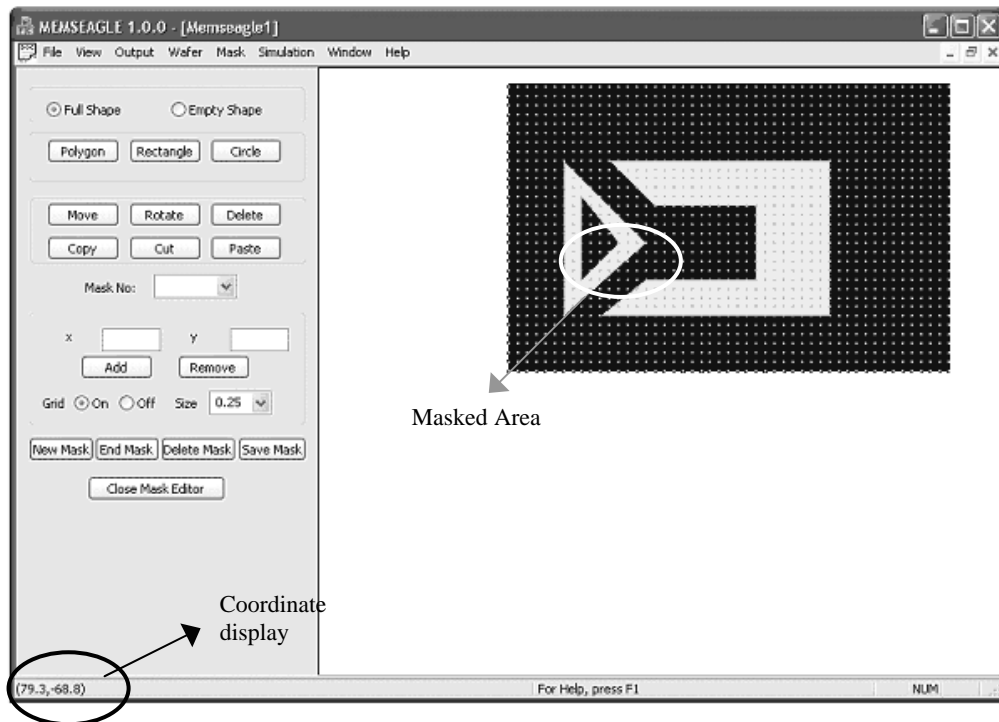 MEMSEAGLE 1.0.0 - [Memseagle1]
File View Output Wafer Mask Simulation Window Help
Full Shape Empty Shape
Polygon Rectangle Circle
Move Rotate Delete
Copy Cut Paste
Mask No:
x y
Add Remove
Grid On Off Size 0.25
New Mask End Mask Delete Mask Save Mask
Close Mask Editor
Masked Area
Coordinate
display
(79.3,-68.8) For Help, press F1 NUM